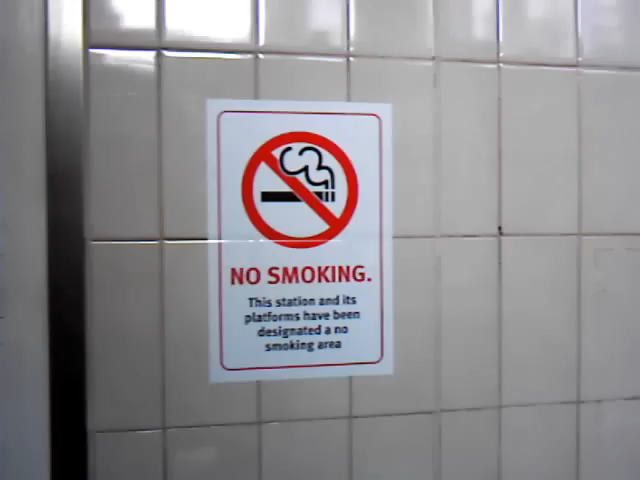 NO SMOKING.
This station and its
platforms have been
designated a no
smoking area